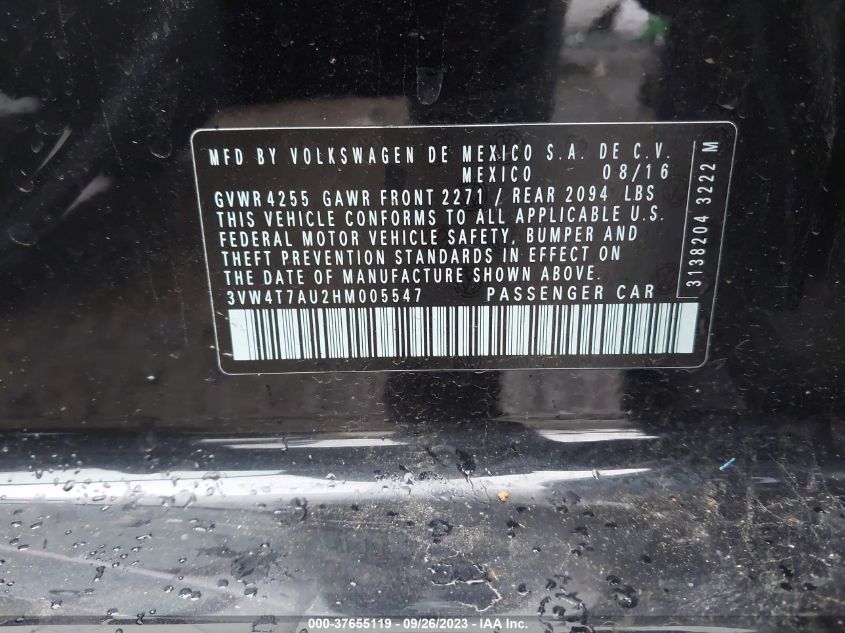 MFD BY VOLKSWAGEN DE MEXICO S.A. DE C.V.
MEXICO 08/16
GVWR 4255 GAWR FRONT 2271 / REAR 2094 LBS
THIS VEHICLE CONFORMS TO ALL APPLICABLE U.S.
FEDERAL MOTOR VEHICLE SAFETY, BUMPER AND
THEFT PREVENTION STANDARDS IN EFFECT ON
THE DATE OF MANUFACTURE SHOWN ABOVE.
3VW4T7AU2HM005547 PASSENGER CAR
3138204 3222 M
000-37655119 - 09/26/2023 - IAA Inc.